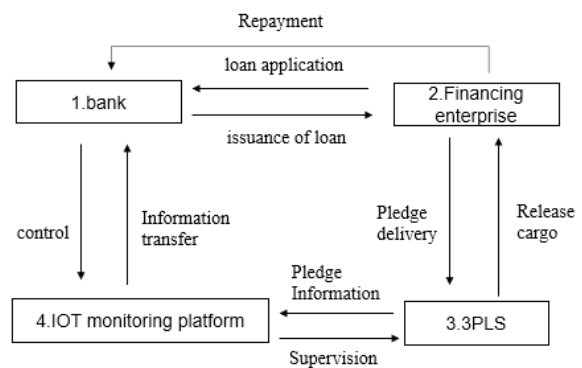 Repayment
loan application
1.bank
2.Financing
enterprise
issuance of loan
control
Information
transfer
Pledge
delivery
Release
cargo
Pledge
Information
4.IOT monitoring platform
3.3PLS
Supervision